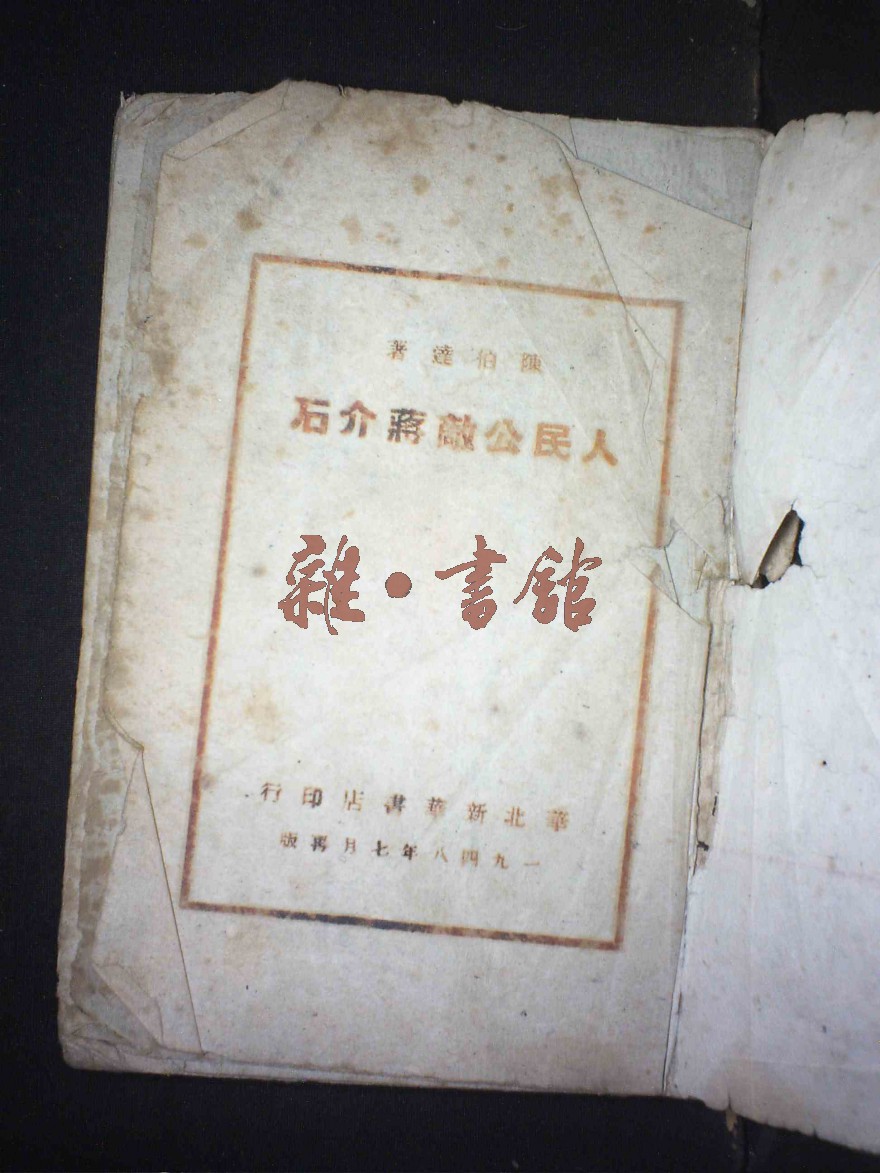 陳伯達著
人民公敵蔣介石
雜·書館
華北新華書店印行
一九四八年七月再版